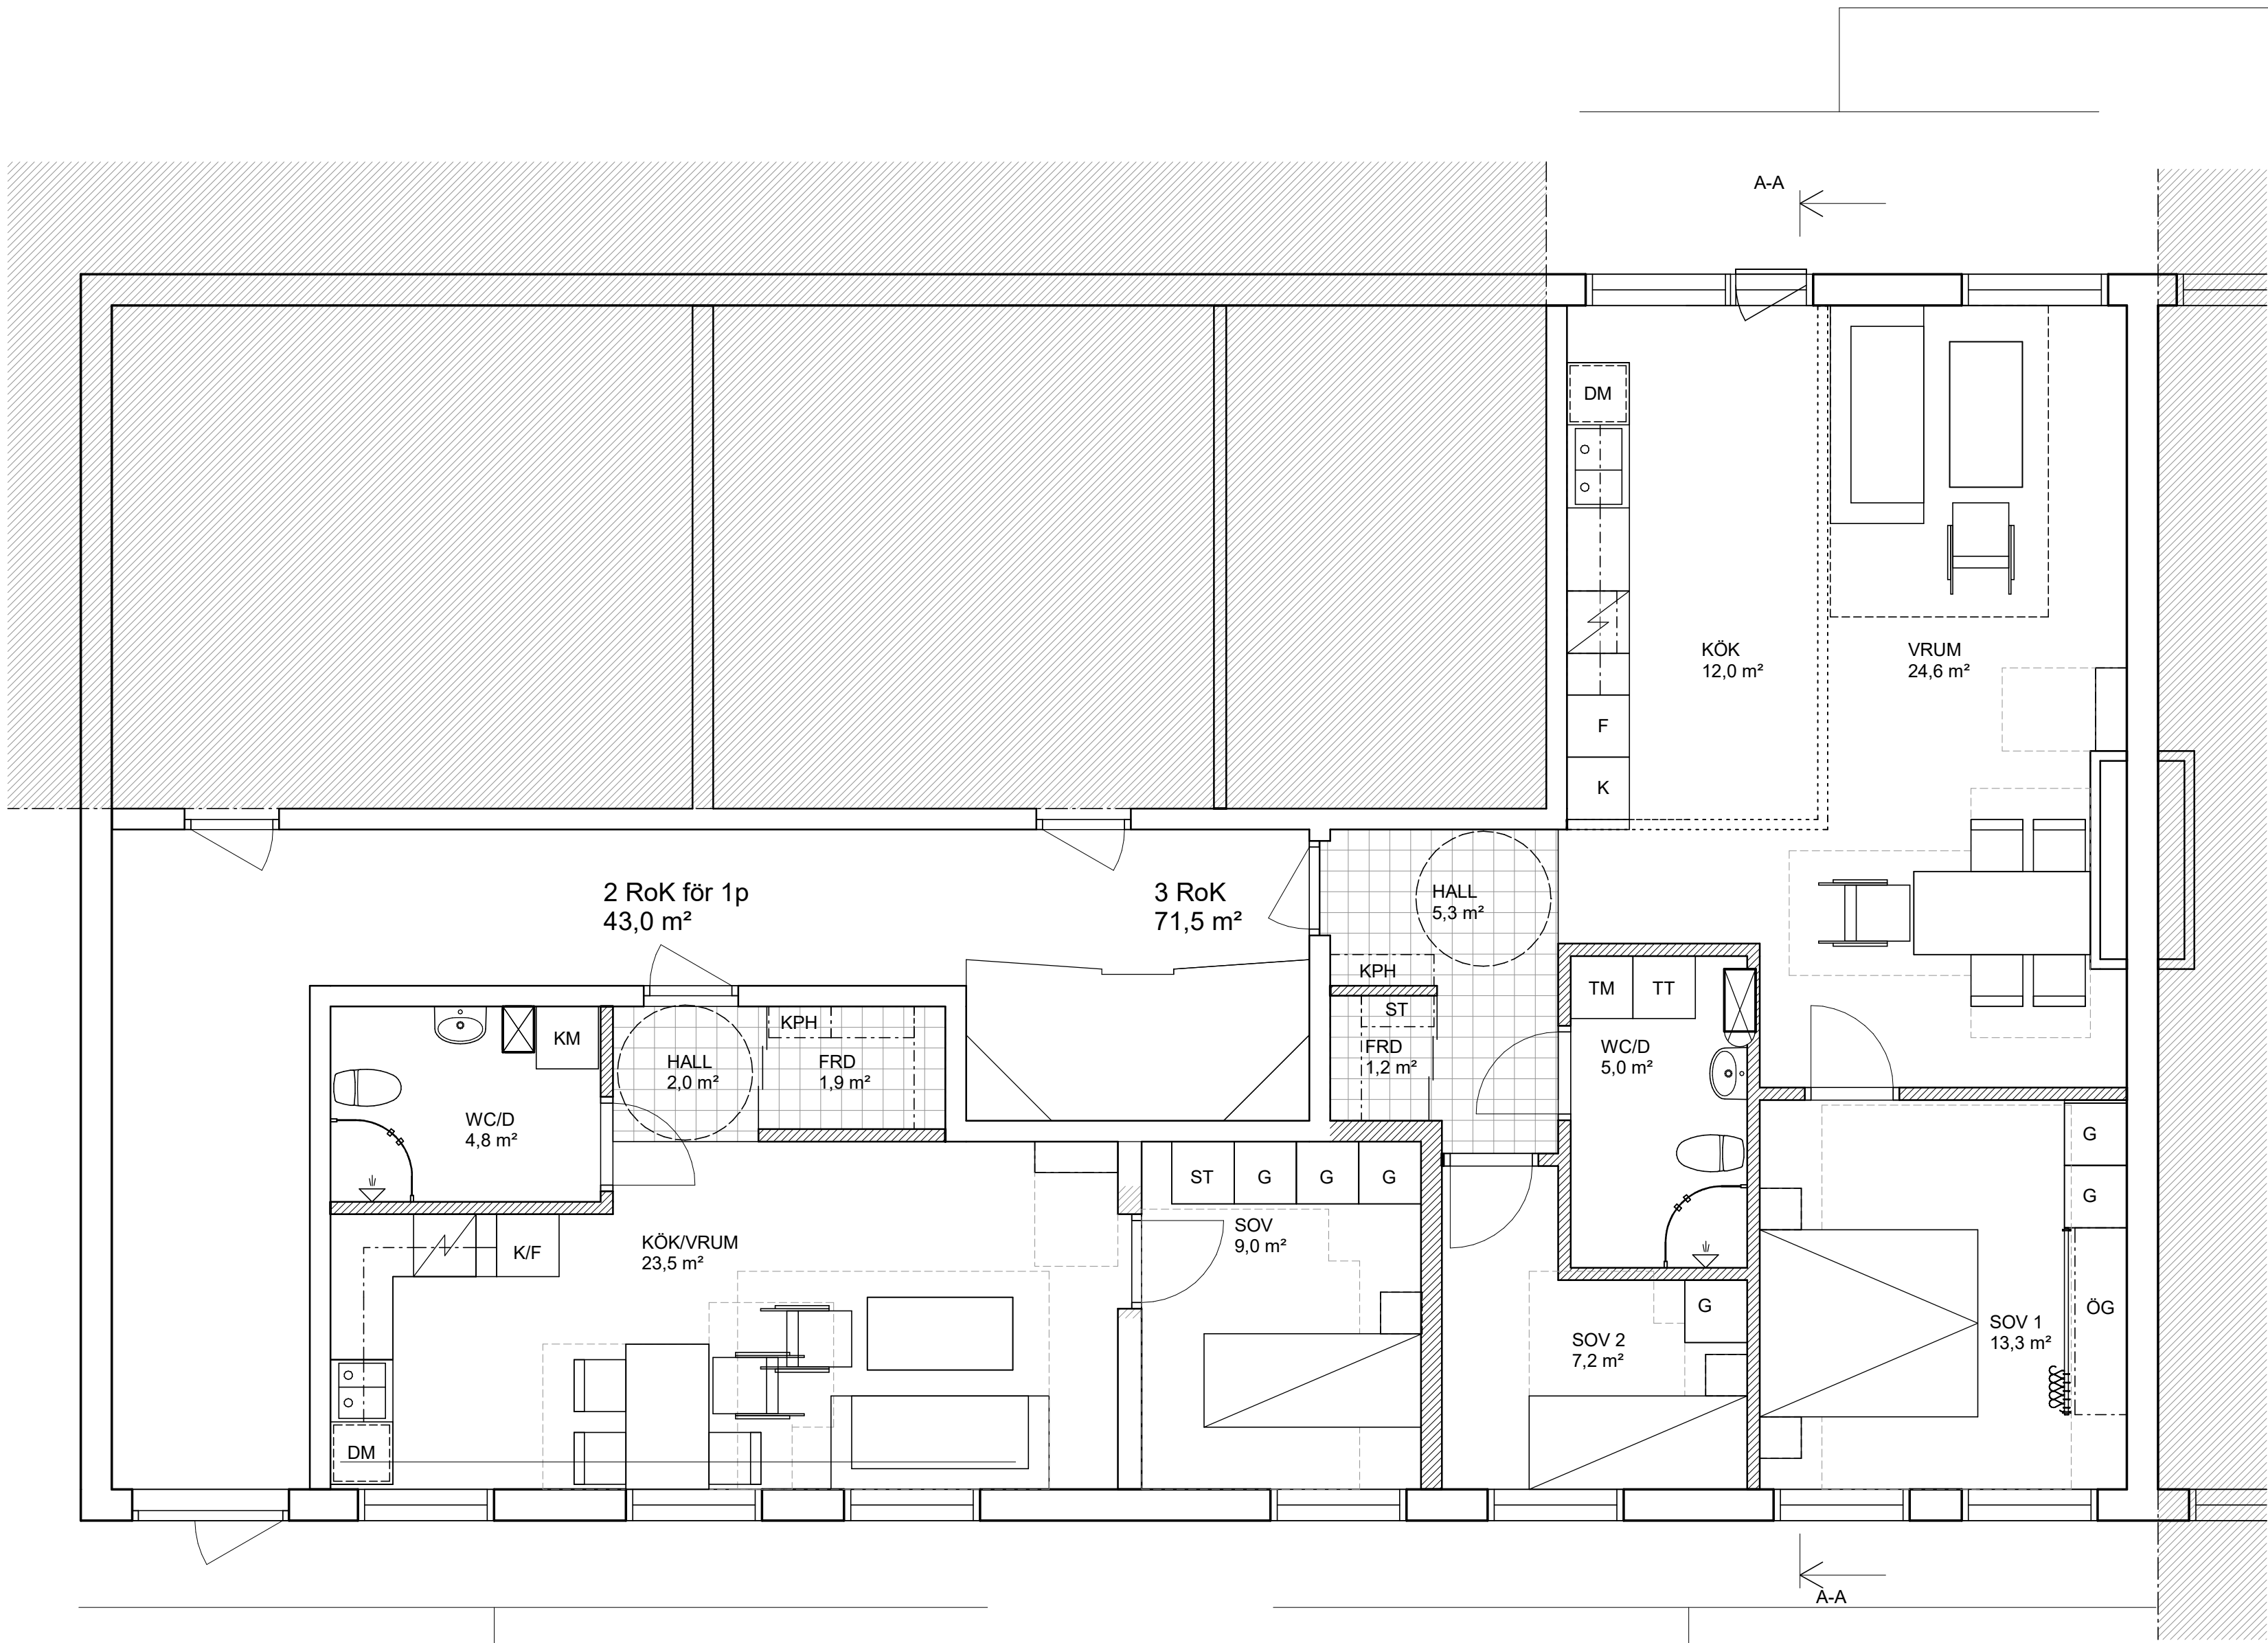 A-A
DM
KÖK
12,0 m²
VRUM
24,6 m²
F
K
2 RoK för 1p
43,0 m²
3 RoK
71,5 m²
HALL
5,3 m²
KPH
ST
FRD
1,2 m²
TM
TT
WC/D
5,0 m²
KPH
KM
HALL
2,0 m²
FRD
1,9 m²
WC/D
4,8 m²
K/F
KÖK/VRUM
23,5 m²
DM
ST
G
G
G
SOV
9,0 m²
G
SOV 2
7,2 m²
G
G
ÖG
SOV 1
13,3 m²
A-A